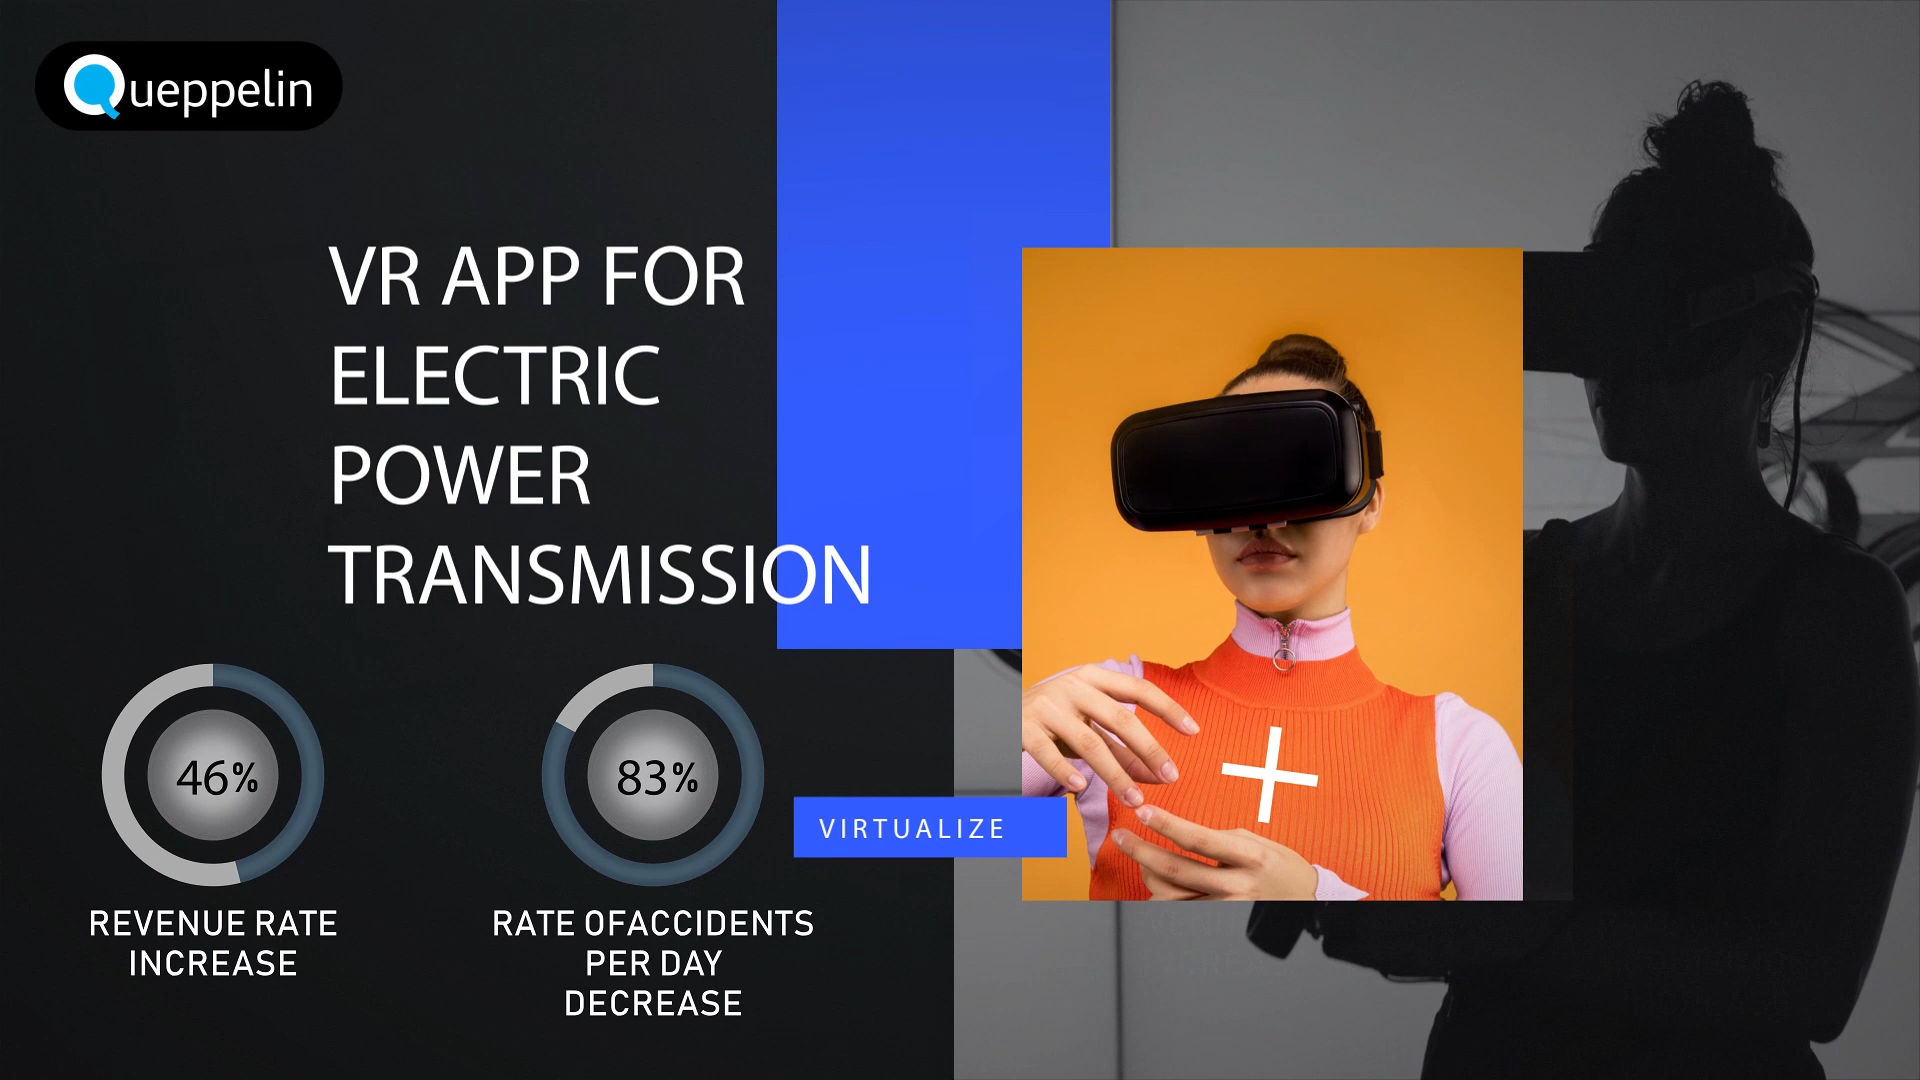 Queppelin
VR APP FOR
ELECTRIC
POWER
TRANSMISSION
46%
83%
VIRTUALIZE
REVENUE RATE
INCREASE
RATE OFACCIDENTS
PER DAY
DECREASE